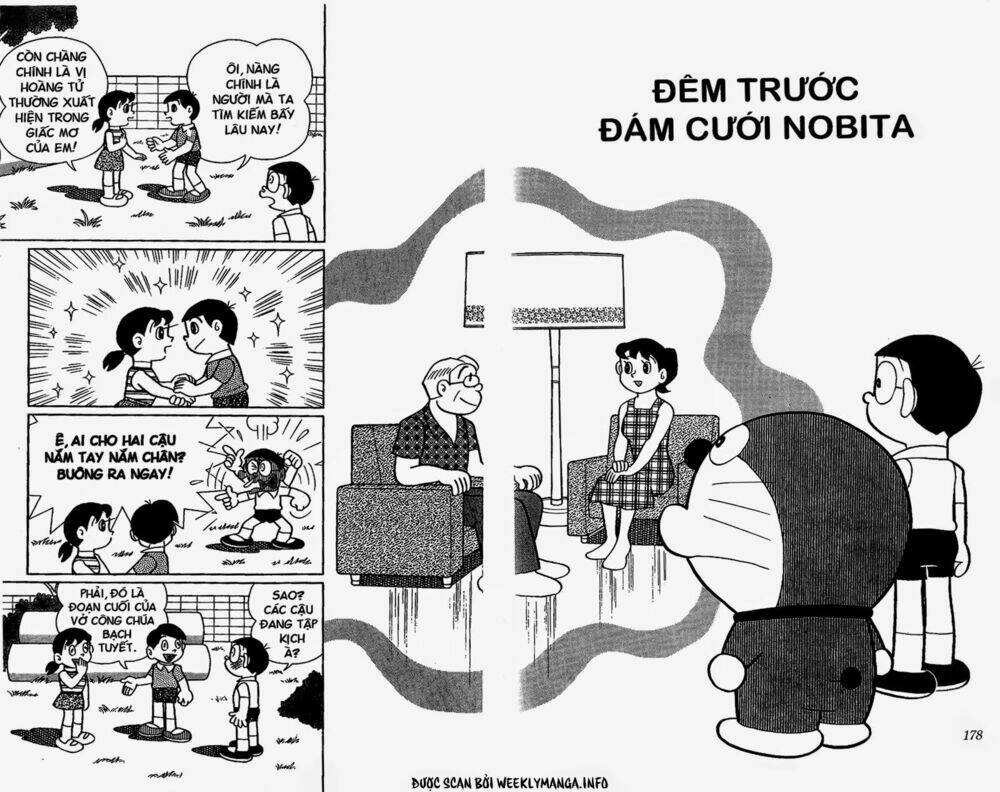 ĐÊM TRƯỚC
ĐÁM CƯỚI NOBITA
178
ÔI, NÀNG
CHÍNH LÀ
NGƯỜI MÀ TA
TÌM KIẾM BẤY
LÂU NAY!
CÒN CHÀNG
CHÍNH LÀ VỊ
HOÀNG TỬ
THƯỜNG XUẤT
HIỆN TRONG
GIẤC MƠ
CỦA EM!
Ê, AI CHO HAI CẬU
NẮM TAY NẮM CHÂN?
BUÔNG RA NGAY!
SAO?
CÁC CẬU
ĐANG TẬP
KỊCH
À?
PHẢI, ĐÓ LÀ
ĐOẠN CUỐI CỦA
VỞ CÔNG CHÚA
BẠCH
TUYẾT.
ĐƯỢC SCAN BỞI WEEKLYMANGA.INFO